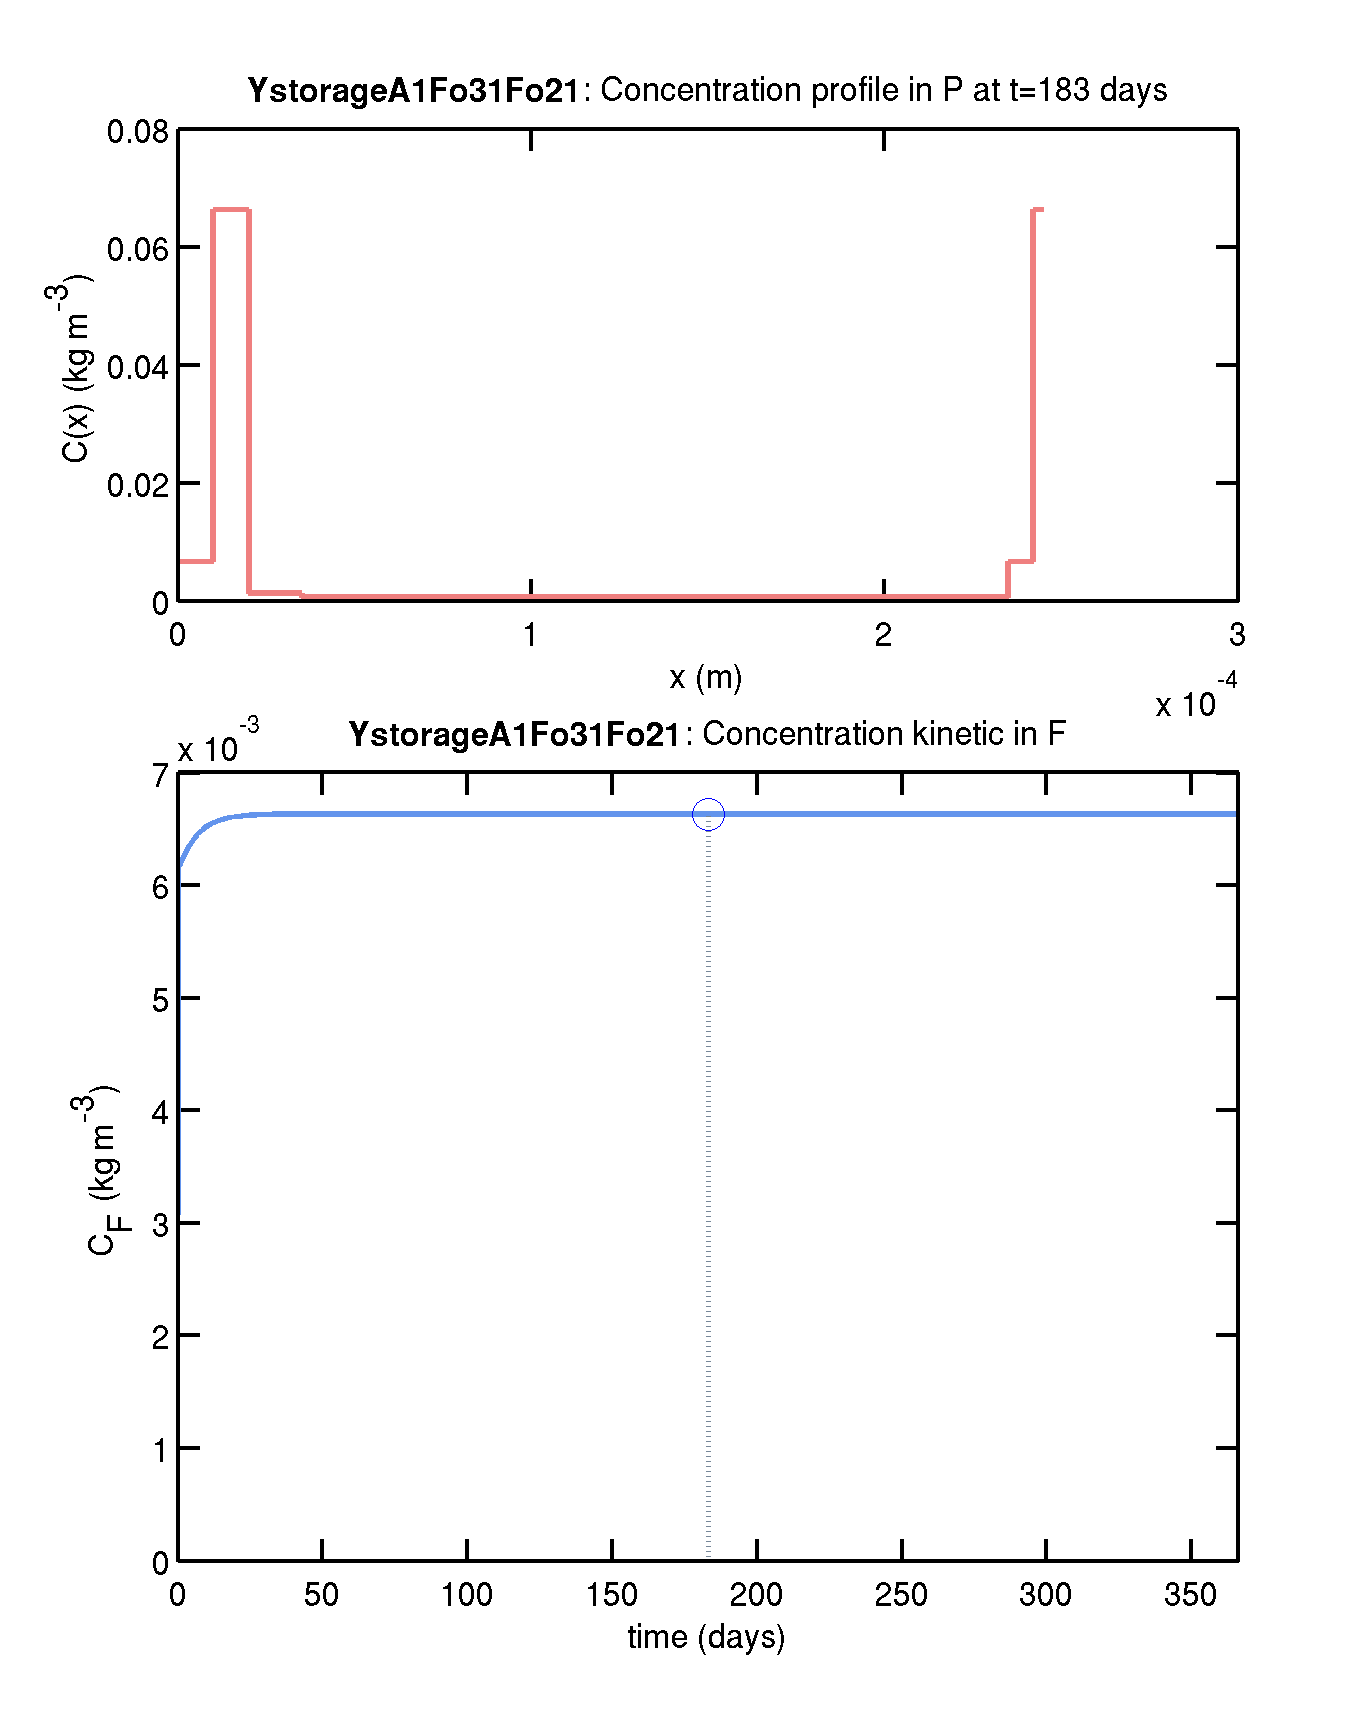 YstorageA1Fo31Fo21: Concentration profile in P at t=183 days
0.08
0.06
0.04
0.02
0
C(x) (kg m-3)
0 1 2 3
x (m)
x 10-4
x 10-3
YstorageA1Fo31Fo21: Concentration kinetic in F
7
6
5
4
3
2
1
0
CF (kg m-3)
0 50 100 150 200 250 300 350
time (days)